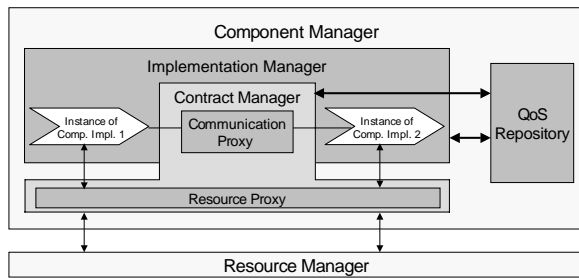 Component Manager
Implementation Manager
Contract Manager
Instance of
Comp. Impl. 1
Communication
Proxy
Instance of
Comp. Impl. 2
QoS
Repository
Resource Proxy
Resource Manager